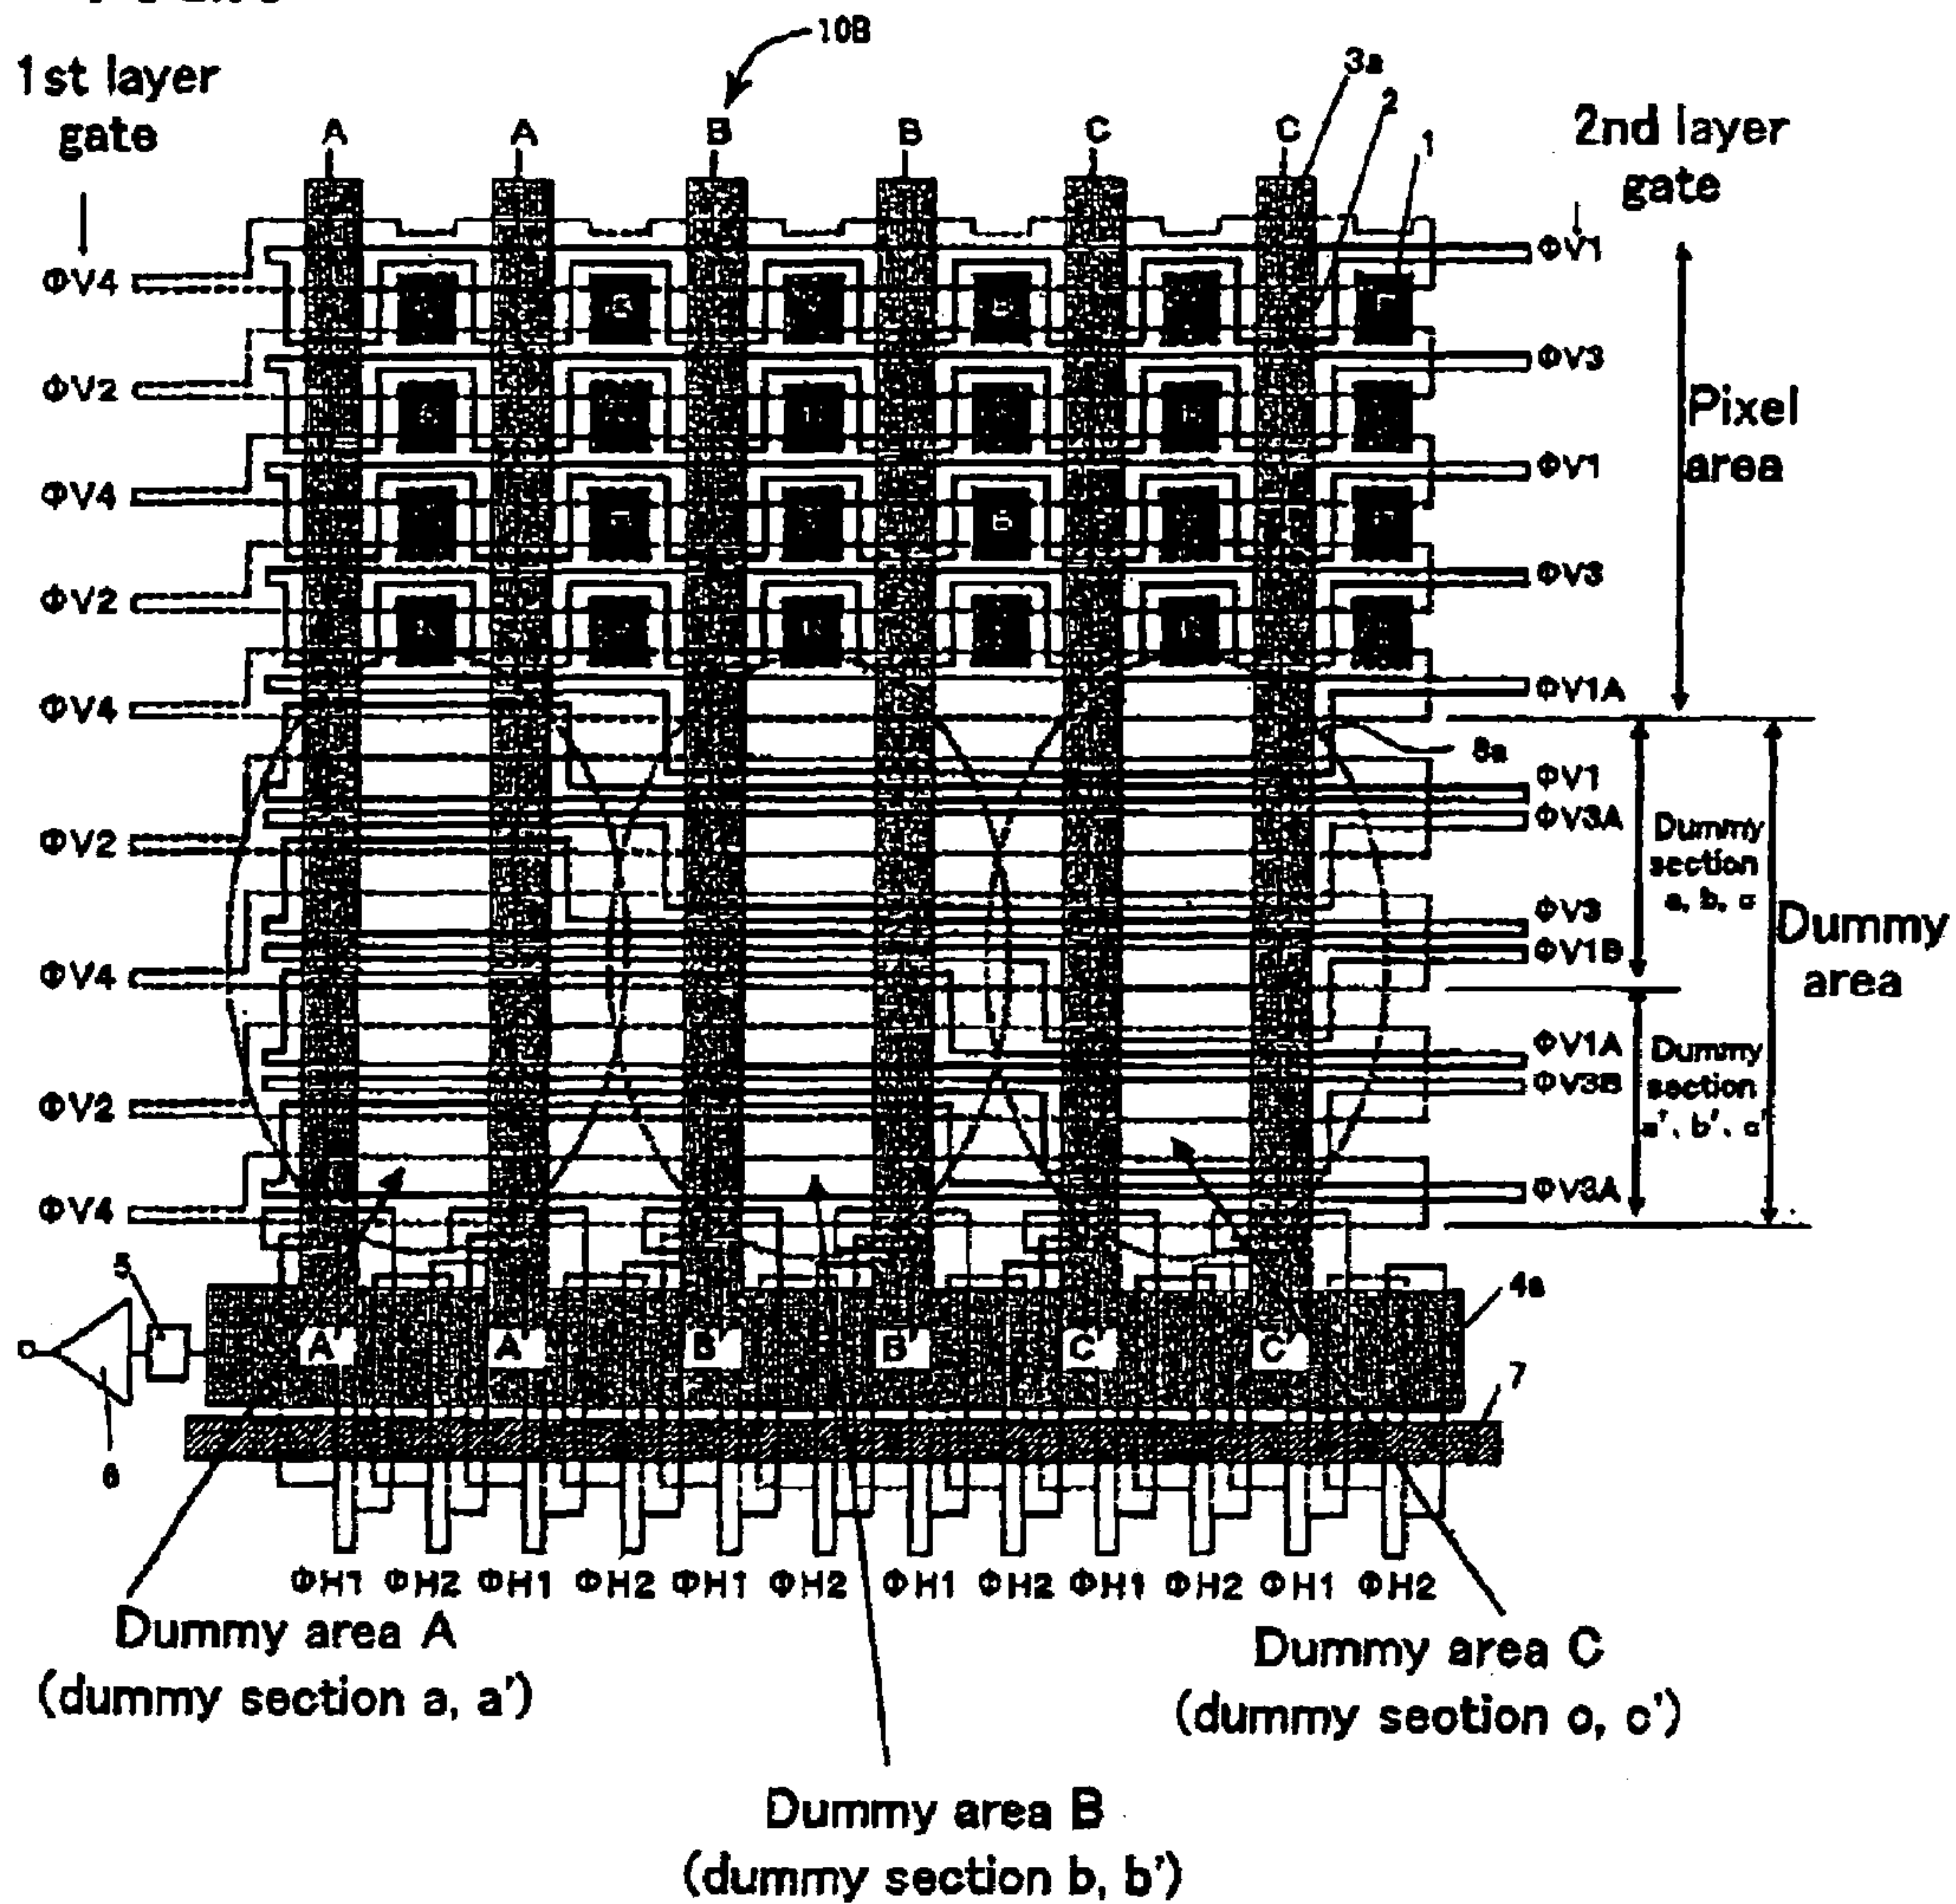 10B
3a
2
1
1st layer
gate
2nd layer
gate
A A B B C C
ΦV4
ΦV2
ΦV4
ΦV2
ΦV4
ΦV2
ΦV4
ΦV2
ΦV4
ΦV1
ΦV3
ΦV1
ΦV3
ΦV1A
8a
ΦV1
ΦV3A
ΦV3
ΦV1B
ΦV1A
ΦV3B
ΦV3A
Pixel
area
Dummy
section
a, b, c
Dummy
area
Dummy
section
a', b', c'
5
6
4a
7
A' A' B' B' C' C'
ΦH1 ΦH2 ΦH1 ΦH2 ΦH1 ΦH2 ΦH1 ΦH2 ΦH1 ΦH2 ΦH1 ΦH2
Dummy area A
(dummy section a, a')
Dummy area C
(dummy section c, c')
Dummy area B
(dummy section b, b')